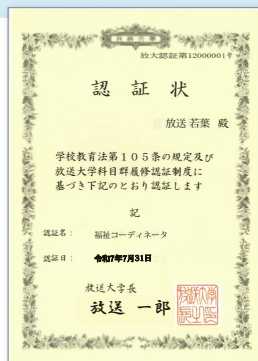 放大認証第12000001号
認証状
放送 若葉 殿
学校教育法第105条の規定及び
放送大学科目群履修認証制度に
基づき下記のとおり認証します
記
認証名： 福祉コーディネータ
認証日： 令和7年7月31日
放送大学長
放送 一郎